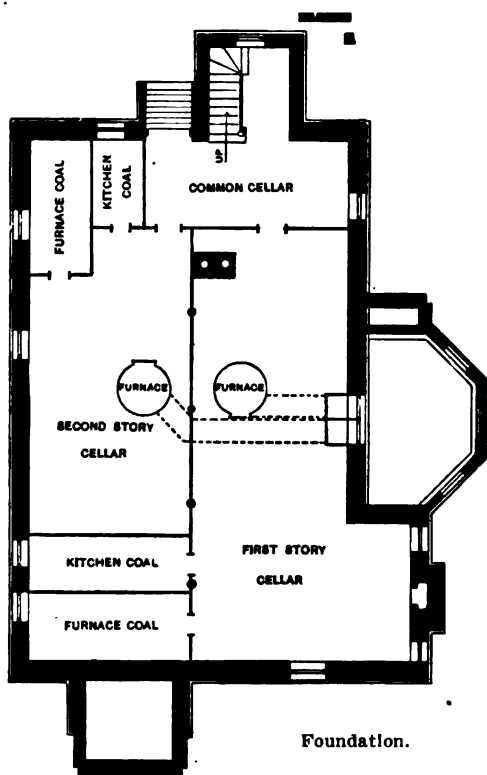 UP
COMMON CELLAR
FURNACE COAL
KITCHEN
COAL
FURNACE
FURNACE
SECOND STORY
CELLAR
KITCHEN COAL
FIRST STORY
CELLAR
FURNACE COAL
Foundation.